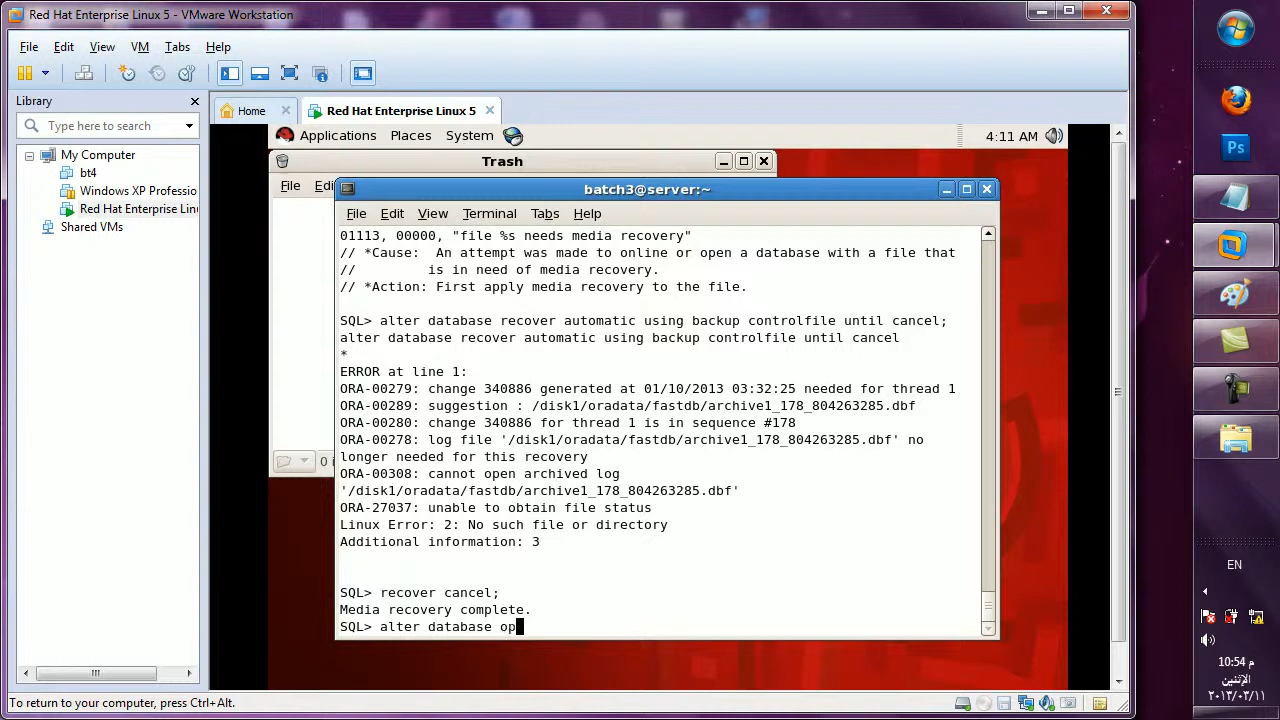 Red Hat Enterprise Linux 5 - VMware Workstation
File Edit View VM Tabs Help
Library
Type here to search
My Computer
bt4
Windows XP Professio
Red Hat Enterprise Lin
Shared VMs
Home
Red Hat Enterprise Linux 5
Applications Places System
4:11 AM
Trash
File Edi
0 i
batch3@server:~
File Edit View Terminal Tabs Help
01113, 00000, "file %s needs media recovery"
// *Cause:  An attempt was made to online or open a database with a file that
//         is in need of media recovery.
// *Action: First apply media recovery to the file.
SQL> alter database recover automatic using backup controlfile until cancel;
alter database recover automatic using backup controlfile until cancel
*
ERROR at line 1:
ORA-00279: change 340886 generated at 01/10/2013 03:32:25 needed for thread 1
ORA-00289: suggestion : /disk1/oradata/fastdb/archive1_178_804263285.dbf
ORA-00280: change 340886 for thread 1 is in sequence #178
ORA-00278: log file '/disk1/oradata/fastdb/archive1_178_804263285.dbf' no
longer needed for this recovery
ORA-00308: cannot open archived log
'/disk1/oradata/fastdb/archive1_178_804263285.dbf'
ORA-27037: unable to obtain file status
Linux Error: 2: No such file or directory
Additional information: 3
SQL> recover cancel;
Media recovery complete.
SQL> alter database op
To return to your computer, press Ctrl+Alt.
Ps
EN
10:54 م
الإثنين
٢٠١٣/٠٣/١١